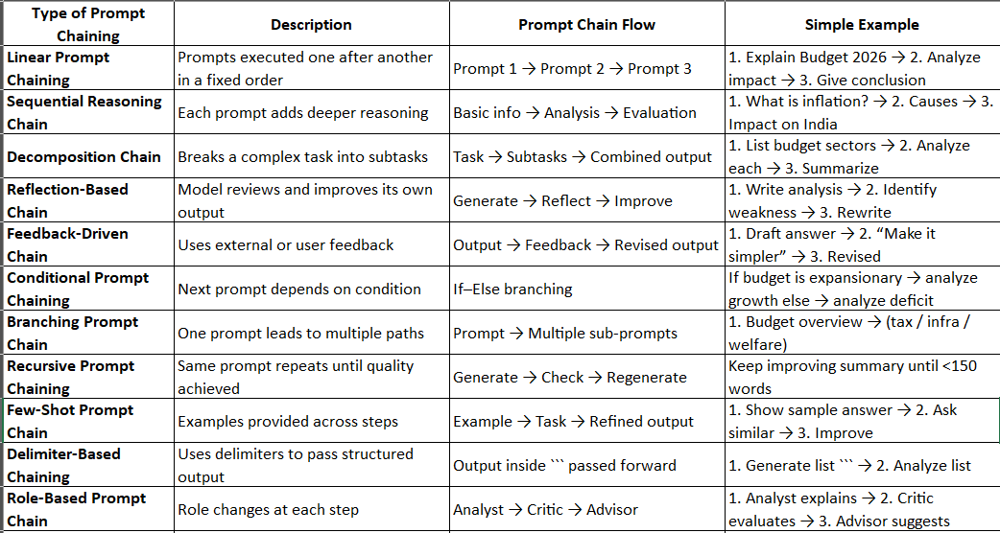 Type of Prompt Chaining | Description | Prompt Chain Flow | Simple Example
Linear Prompt Chaining | Prompts executed one after another in a fixed order | Prompt 1 → Prompt 2 → Prompt 3 | 1. Explain Budget 2026 → 2. Analyze impact → 3. Give conclusion
Sequential Reasoning Chain | Each prompt adds deeper reasoning | Basic info → Analysis → Evaluation | 1. What is inflation? → 2. Causes → 3. Impact on India
Decomposition Chain | Breaks a complex task into subtasks | Task → Subtasks → Combined output | 1. List budget sectors → 2. Analyze each → 3. Summarize
Reflection-Based Chain | Model reviews and improves its own output | Generate → Reflect → Improve | 1. Write analysis → 2. Identify weakness → 3. Rewrite
Feedback-Driven Chain | Uses external or user feedback | Output → Feedback → Revised output | 1. Draft answer → 2. “Make it simpler” → 3. Revised
Conditional Prompt Chaining | Next prompt depends on condition | If–Else branching | If budget is expansionary → analyze growth else → analyze deficit
Branching Prompt Chain | One prompt leads to multiple paths | Prompt → Multiple sub-prompts | 1. Budget overview → (tax / infra / welfare)
Recursive Prompt Chaining | Same prompt repeats until quality achieved | Generate → Check → Regenerate | Keep improving summary until <150 words
Few-Shot Prompt Chain | Examples provided across steps | Example → Task → Refined output | 1. Show sample answer → 2. Ask similar → 3. Improve
Delimiter-Based Chaining | Uses delimiters to pass structured output | Output inside ``` passed forward | 1. Generate list ``` → 2. Analyze list
Role-Based Prompt Chain | Role changes at each step | Analyst → Critic → Advisor | 1. Analyst explains → 2. Critic evaluates → 3. Advisor suggests